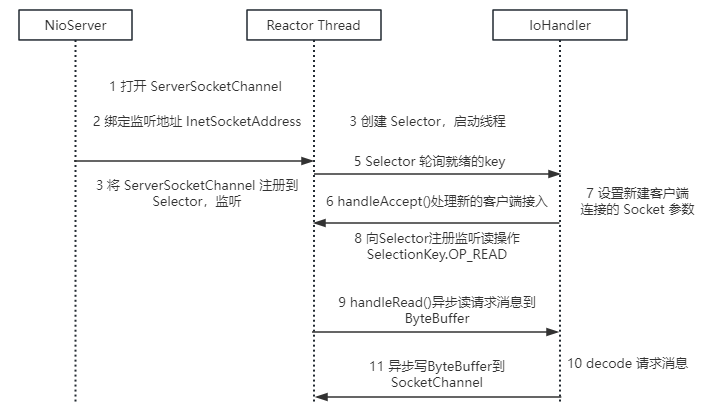 NioServer
Reactor Thread
IoHandler
1 打开 ServerSocketChannel
2 绑定监听地址 InetSocketAddress
3 创建 Selector，启动线程
5 Selector 轮询就绪的key
3 将 ServerSocketChannel 注册到
Selector，监听
6 handleAccept()处理新的客户端接入
7 设置新建客户端
连接的 Socket 参数
8 向Selector注册监听读操作
SelectionKey.OP_READ
9 handleRead()异步读请求消息到
ByteBuffer
10 decode 请求消息
11 异步写ByteBuffer到
SocketChannel